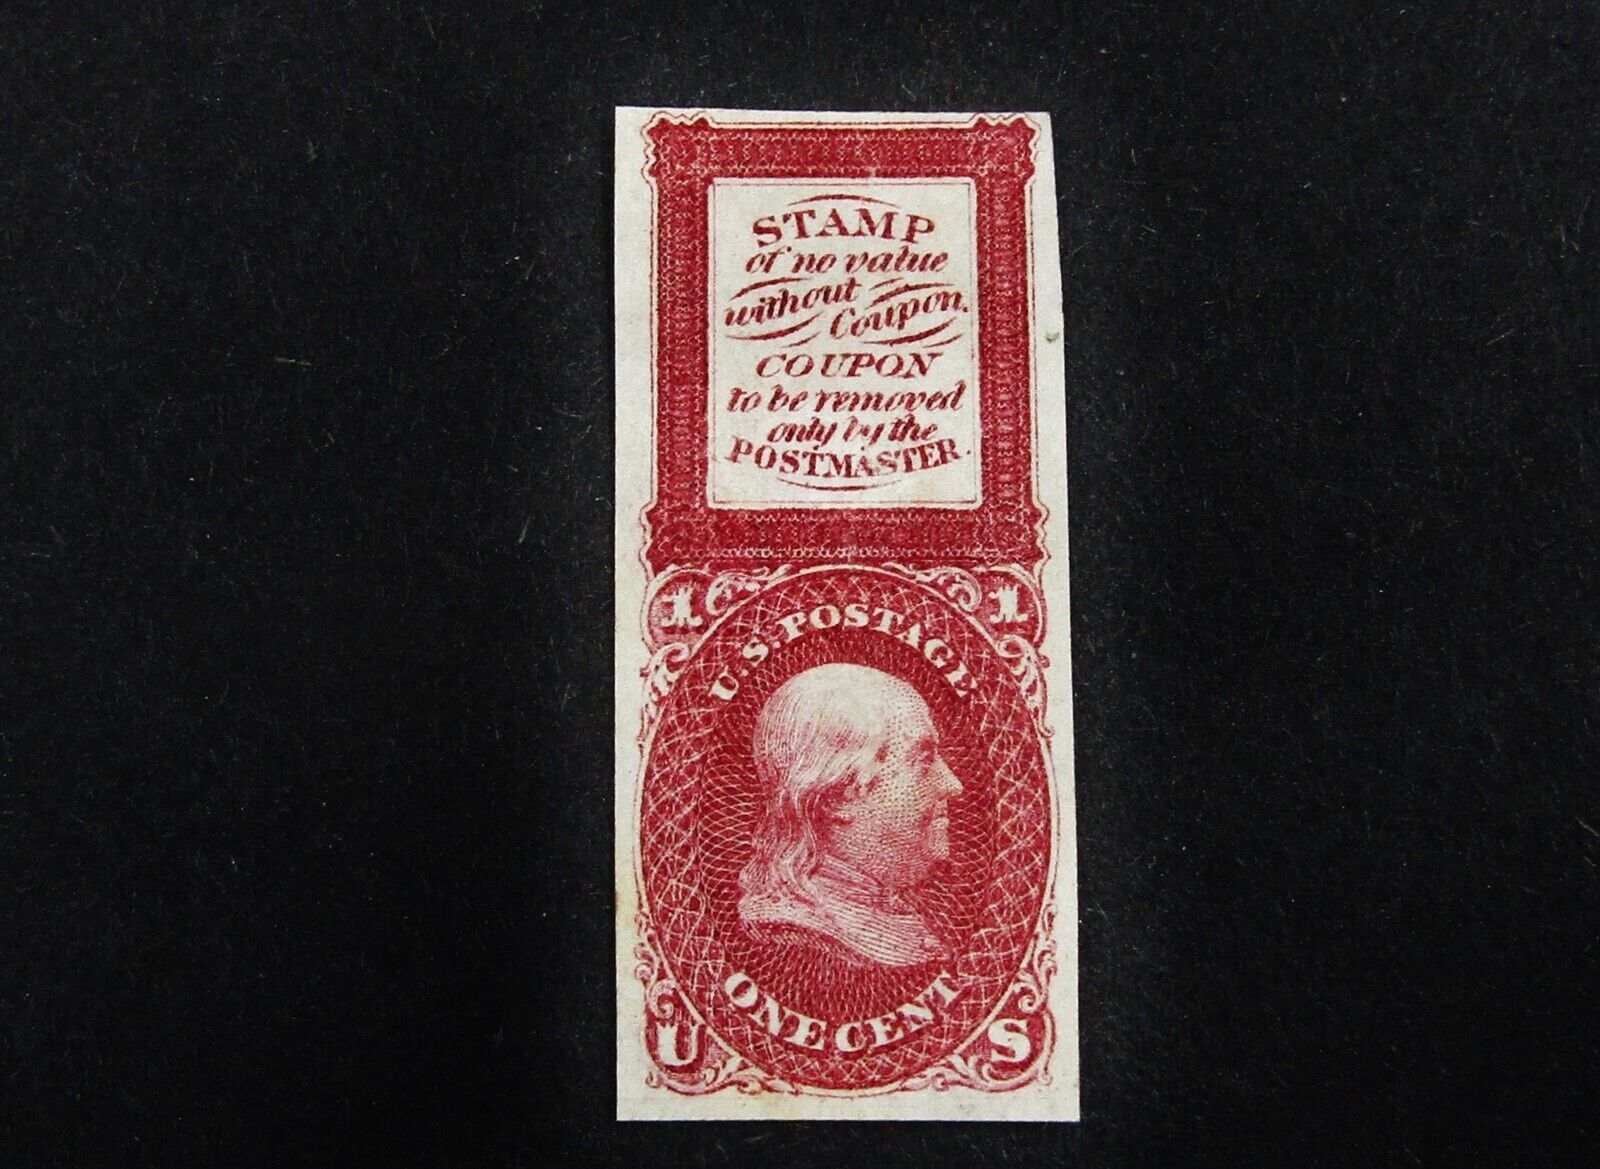 STAMP
of no value
without
Coupon.
COUPON
to be removed
only by the
POSTMASTER.
1 1
U.S. POSTAGE
ONE CENT
U S